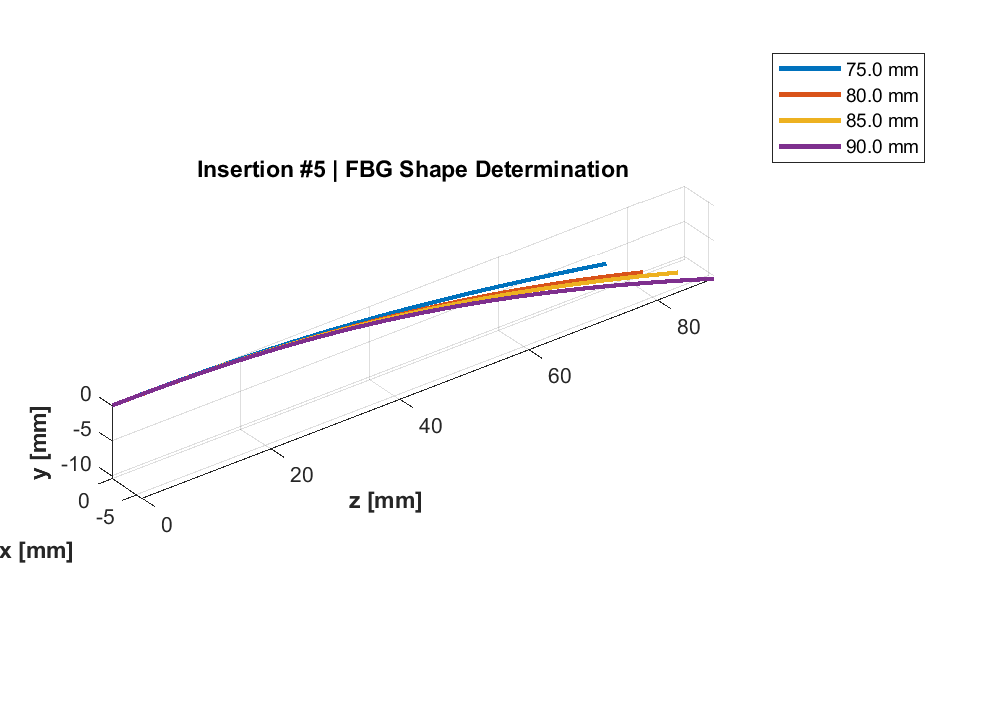 75.0 mm
80.0 mm
85.0 mm
90.0 mm
Insertion #5 | FBG Shape Determination
80
60
40
20
0
z [mm]
0
-5
-10
y [mm]
0
-5
x [mm]